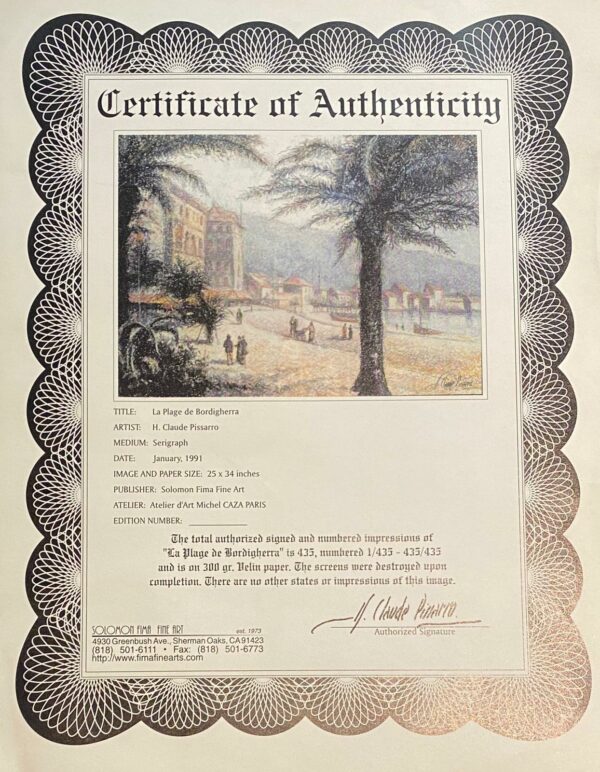 Certificate of Authenticity
H. Claude Pissarro
TITLE: La Plage de Bordigherra
ARTIST: H. Claude Pissarro
MEDIUM: Serigraph
DATE: January, 1991
IMAGE AND PAPER SIZE: 25 x 34 inches
PUBLISHER: Solomon Fima Fine Art
ATELIER: Atelier d'Art Michel CAZA PARIS
EDITION NUMBER: ____________
The total authorized signed and numbered impressions of
"La Plage de Bordigherra" is 435, numbered 1/435 - 435/435
and is on 300 gr. Velin paper. The screens were destroyed upon
completion. There are no other states or impressions of this image.
H. Claude Pissarro
Authorized Signature
SOLOMON FIMA FINE ART est. 1973
4930 Greenbush Ave., Sherman Oaks, CA 91423
(818) 501-6111 • Fax: (818) 501-6773
http://www.fimafinearts.com